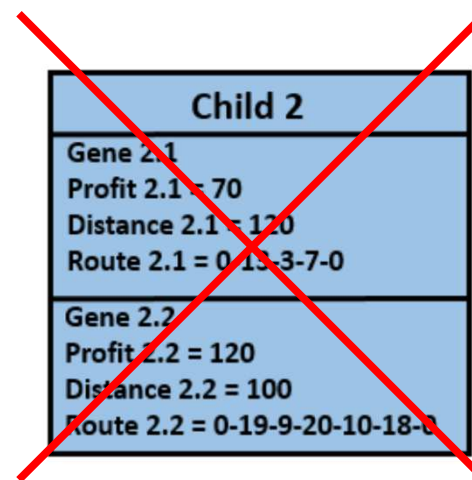 Child 2
Gene 2.1
Profit 2.1 = 70
Distance 2.1 = 120
Route 2.1 = 0-13-3-7-0
Gene 2.2
Profit 2.2 = 120
Distance 2.2 = 100
Route 2.2 = 0-19-9-20-10-18-0